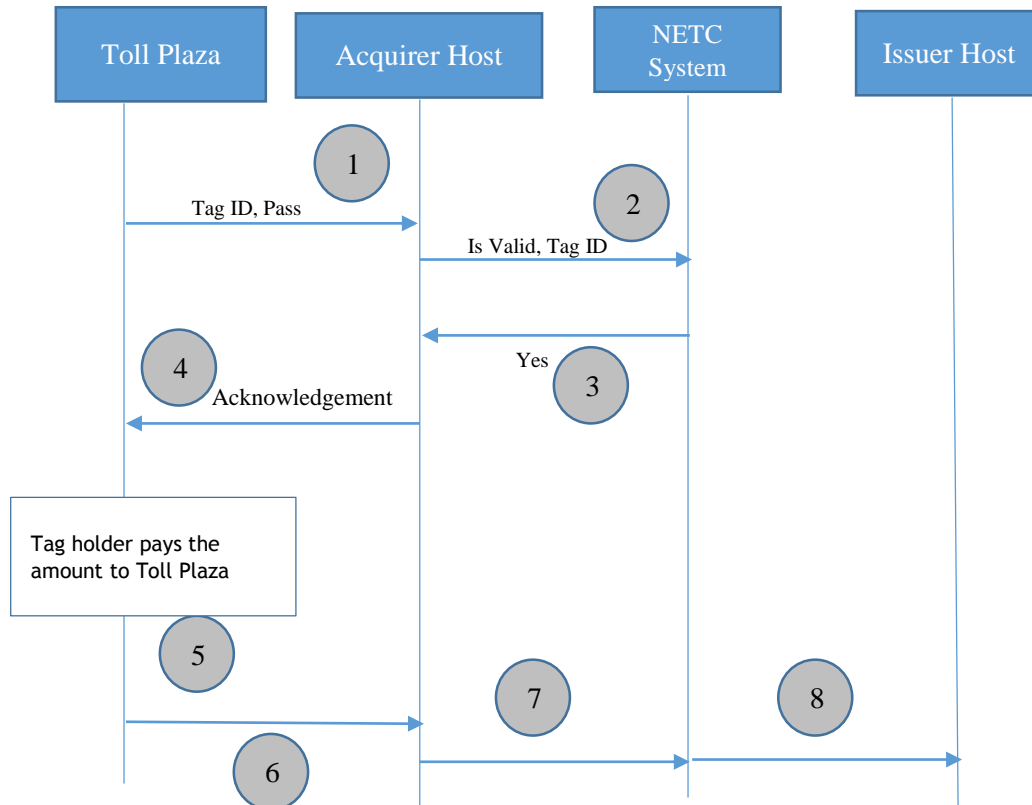 Toll Plaza
Acquirer Host
NETC
System
Issuer Host
1
Tag ID, Pass
2
Is Valid, Tag ID
Yes
3
4
Acknowledgement
Tag holder pays the
amount to Toll Plaza
5
6
7
8